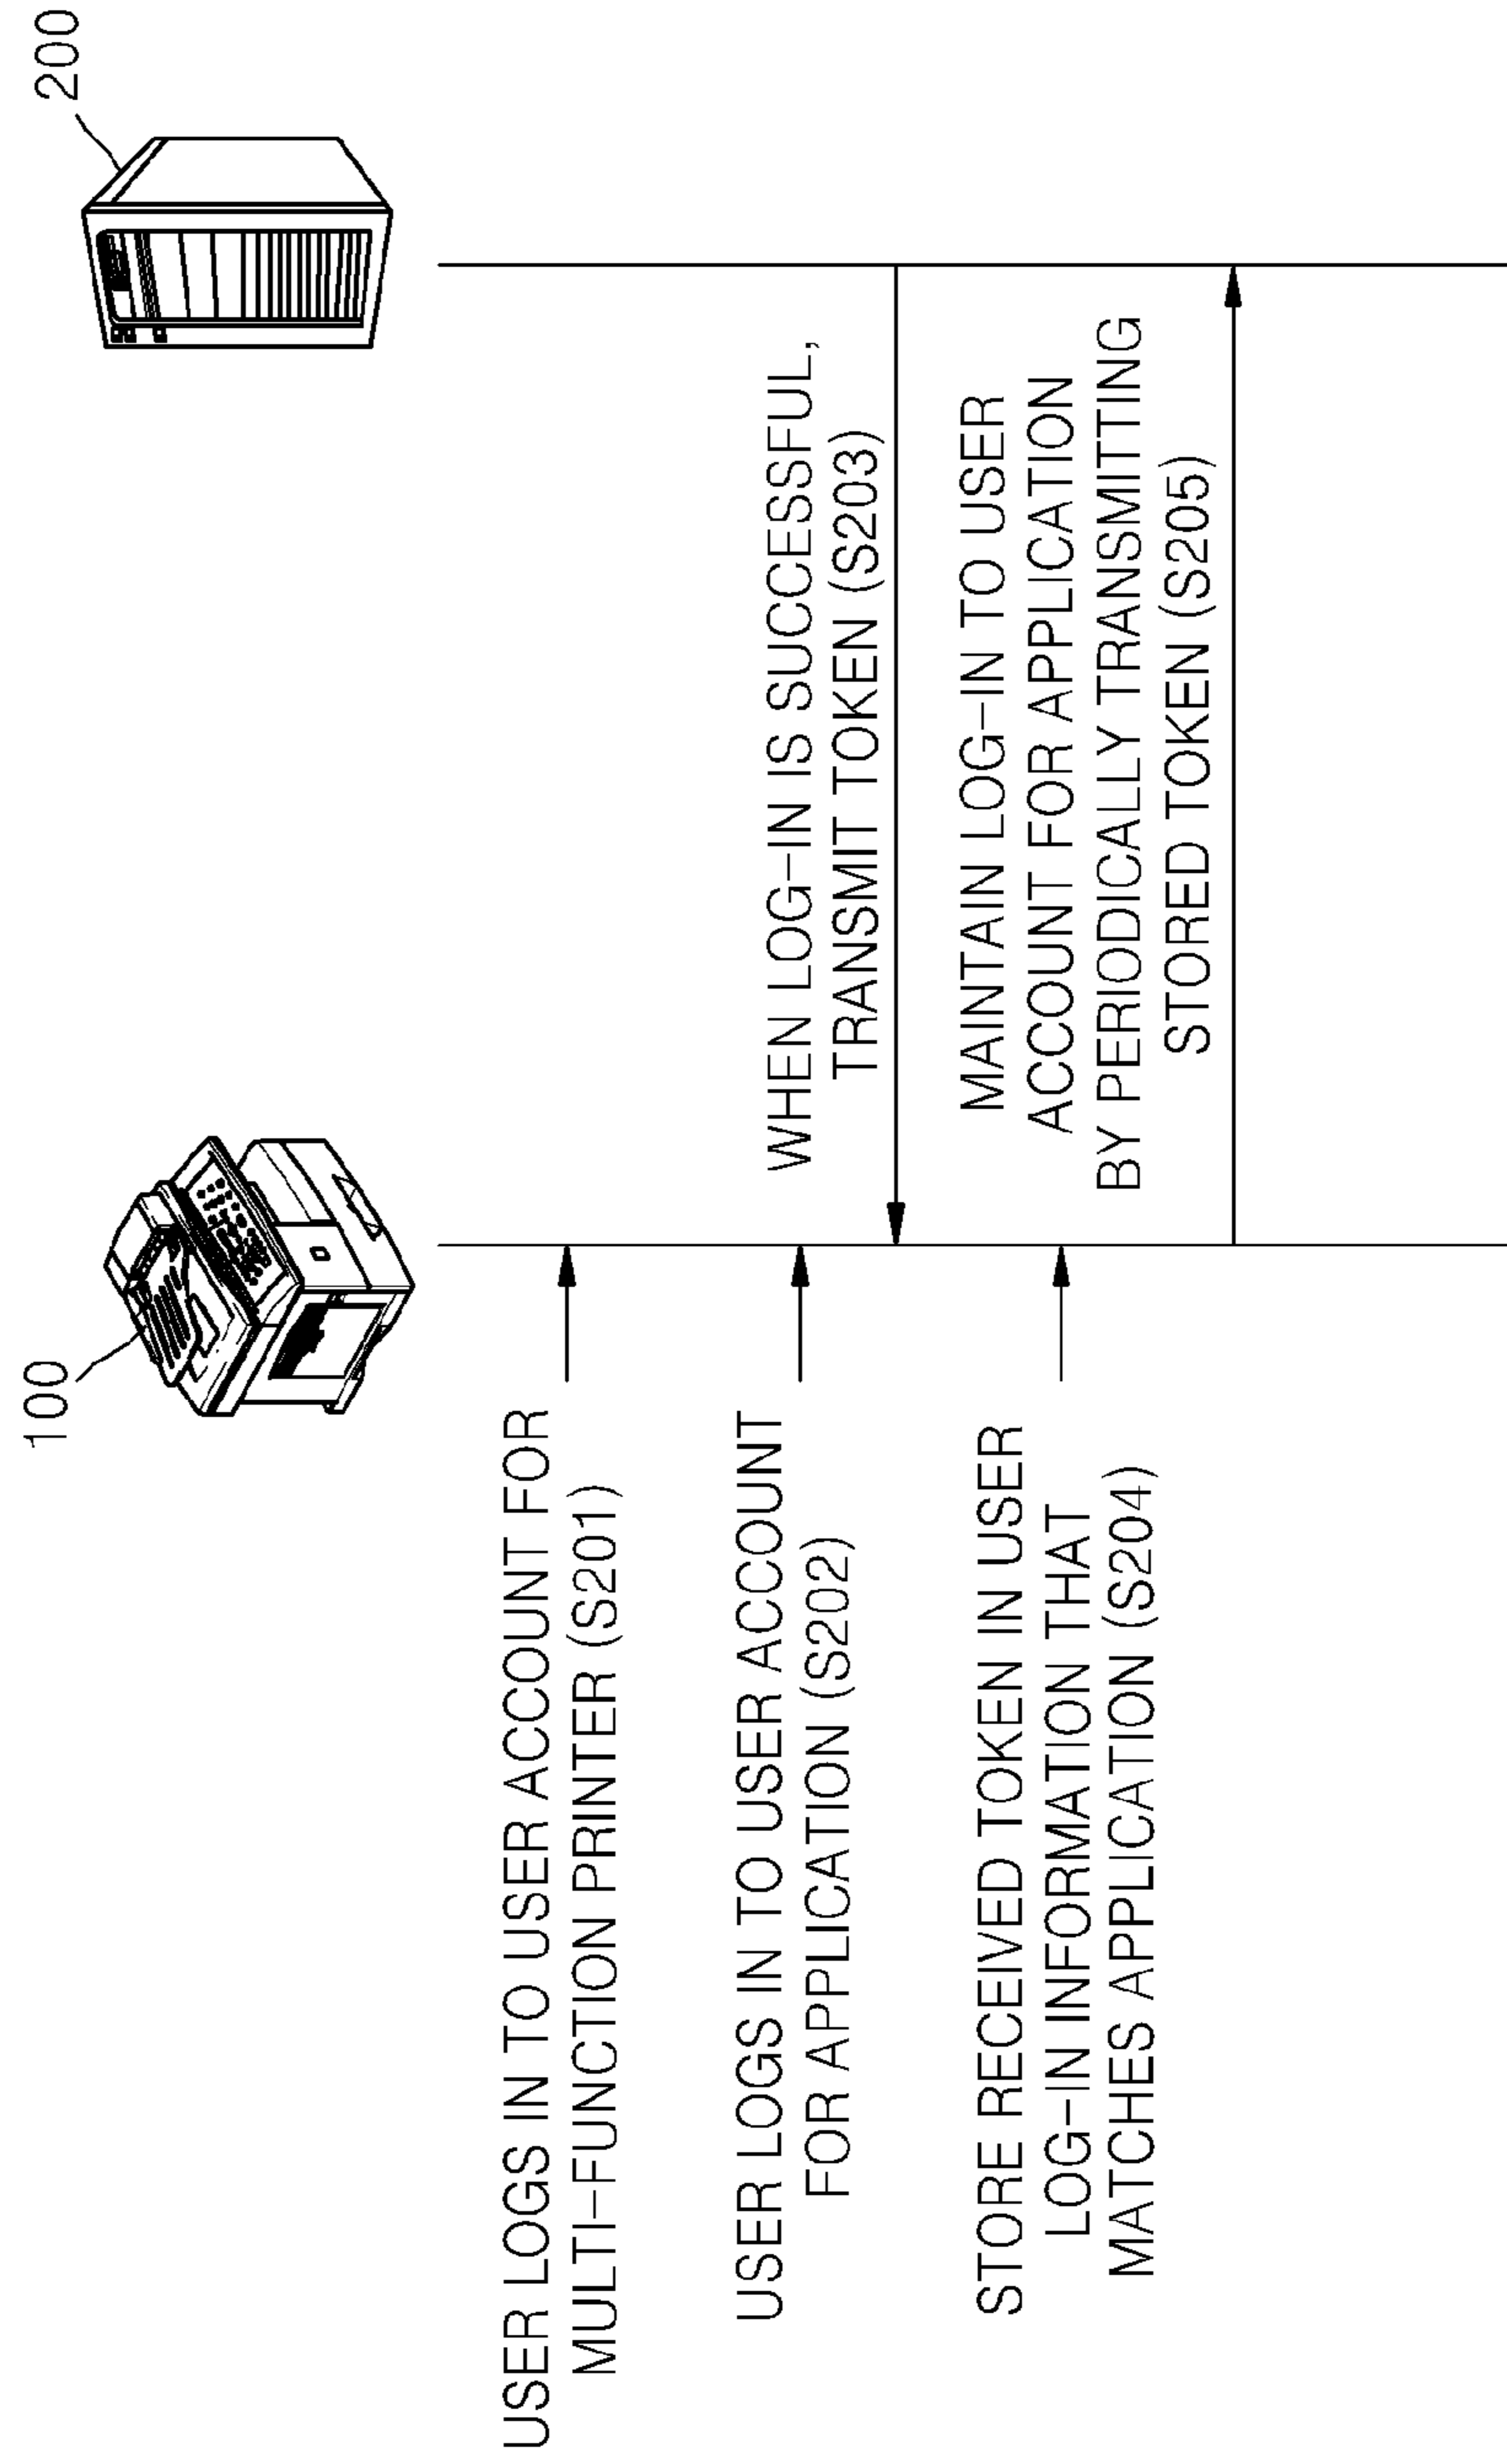 100
200
USER LOGS IN TO USER ACCOUNT FOR
MULTI-FUNCTION PRINTER (S201)
USER LOGS IN TO USER ACCOUNT
FOR APPLICATION (S202)
WHEN LOG-IN IS SUCCESSFUL,
TRANSMIT TOKEN (S203)
STORE RECEIVED TOKEN IN USER
LOG-IN INFORMATION THAT
MATCHES APPLICATION (S204)
MAINTAIN LOG-IN TO USER
ACCOUNT FOR APPLICATION
BY PERIODICALLY TRANSMITTING
STORED TOKEN (S205)